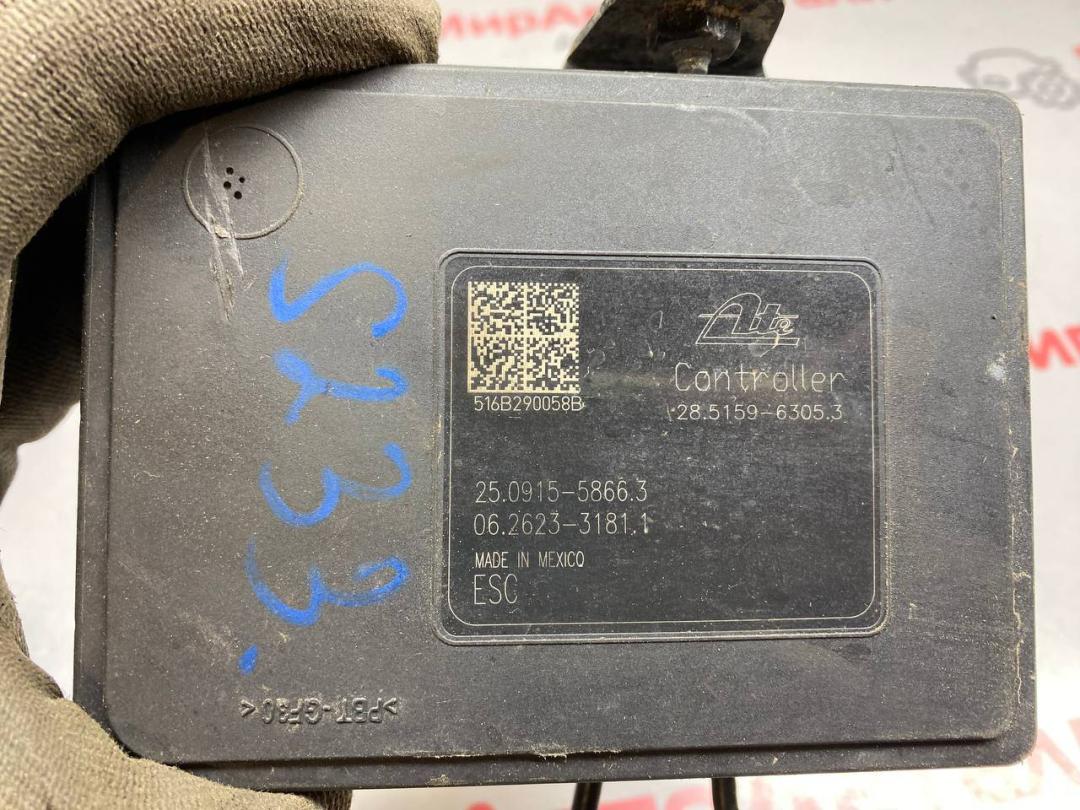 Ate
Controller
28.5159-6305.3
516B290058B
25.0915-5866.3
06.2623-3181.1
MADE IN MEXICO
ESC
>PBT-GF30<